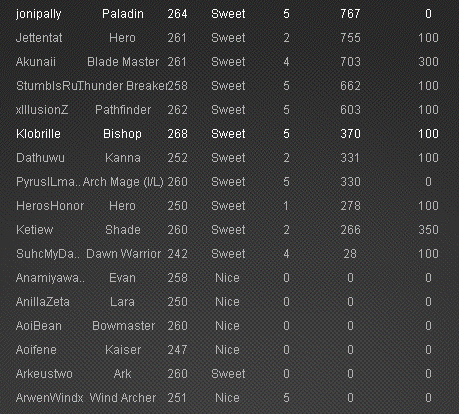 jonipally Paladin 264 Sweet 5 767 0
Jettentat Hero 261 Sweet 2 755 100
Akunaii Blade Master 261 Sweet 4 703 300
StumblsRuT Thunder Breaker 258 Sweet 5 662 100
xIllusionZ Pathfinder 262 Sweet 5 603 100
Klobrille Bishop 268 Sweet 5 370 100
Dathuwu Kanna 252 Sweet 2 331 100
PyrusILma.. Arch Mage (I/L) 260 Sweet 5 330 0
HerosHonor Hero 250 Sweet 1 278 100
Ketiew Shade 260 Sweet 2 266 350
SuhcMyDa.. Dawn Warrior 242 Sweet 4 28 100
Anamiyawa.. Evan 258 Nice 0 0 0
AnillaZeta Lara 250 Nice 0 0 0
AoiBean Bowmaster 260 Nice 0 0 0
Aoifene Kaiser 247 Nice 0 0 0
Arkeustwo Ark 260 Sweet 0 0 0
ArwenWindx Wind Archer 251 Nice 5 0 0